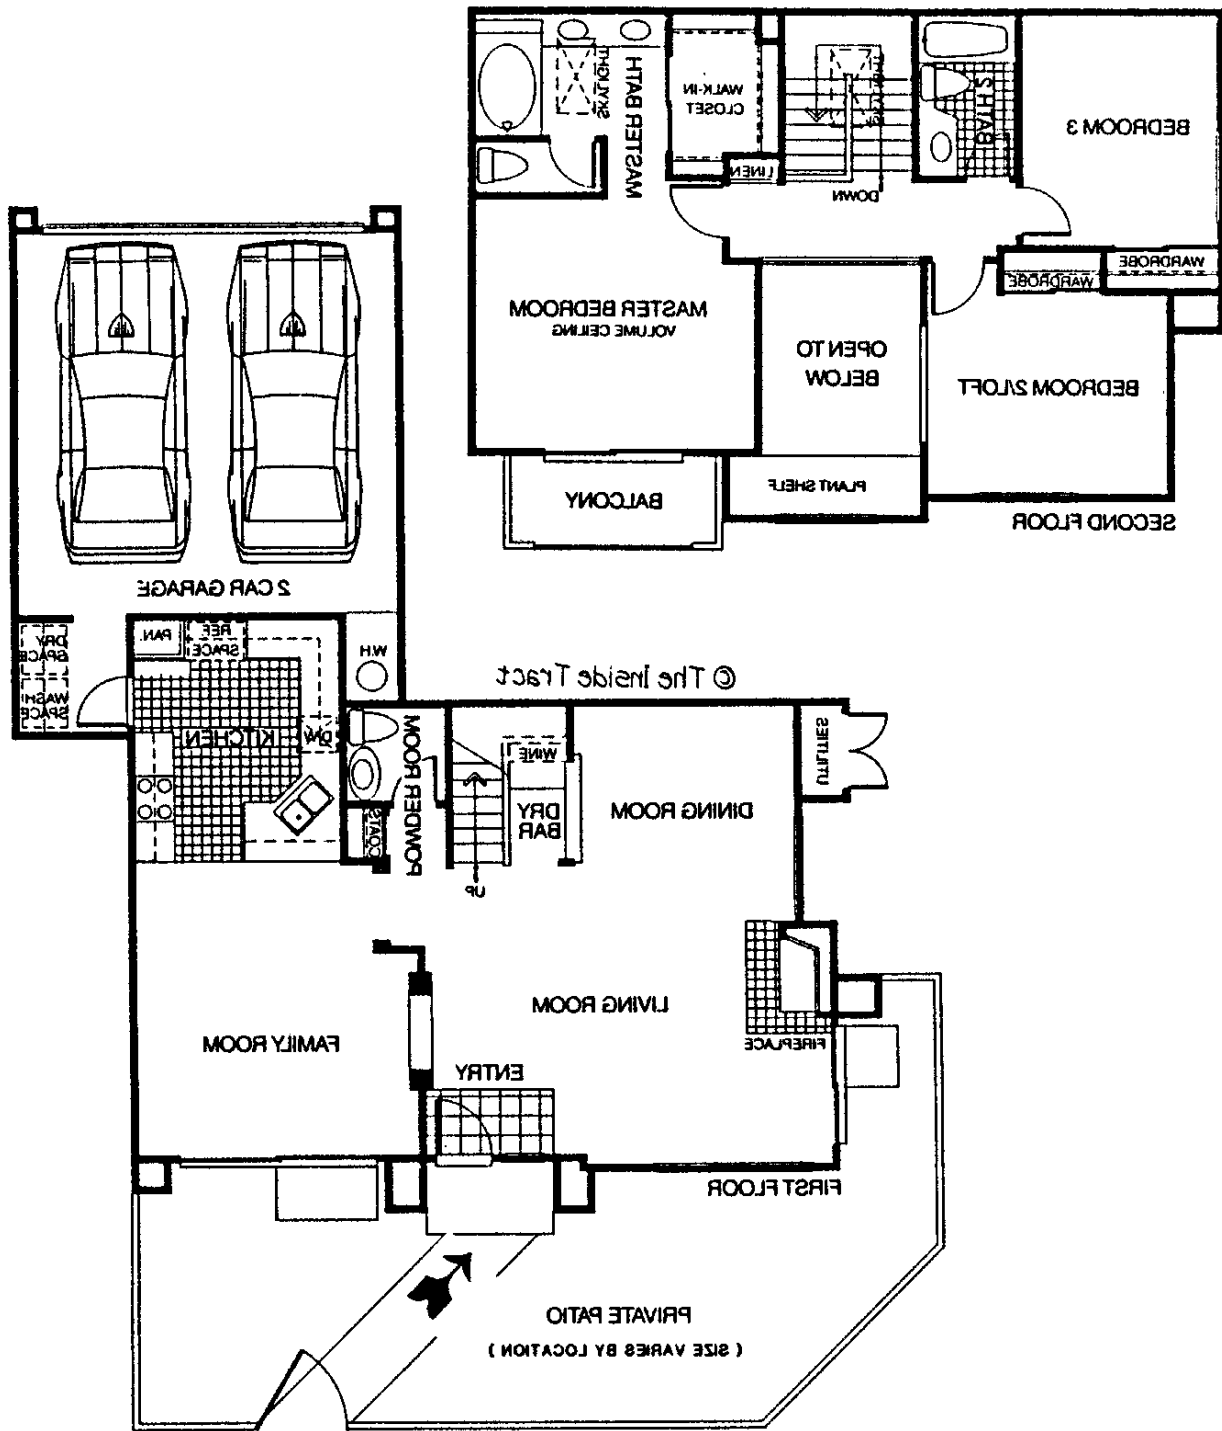 MASTER BATH
SKYLIGHT
WALK-IN
CLOSET
LINEN
SKYLIGHT
DOWN
BATH 2
BEDROOM 3
WARDROBE
WARDROBE
MASTER BEDROOM
VOLUME CEILING
OPEN TO
BELOW
BEDROOM 2/LOFT
BALCONY
PLANT SHELF
SECOND FLOOR
2 CAR GARAGE
DRY
SPACE
WASH
SPACE
PAN.
REF
SPACE
W.H
© The Inside Tract
KITCHEN
DW
POWDER ROOM
COATS
WINE
DRY
BAR
UP
DINING ROOM
UTILITIES
LIVING ROOM
FAMILY ROOM
FIREPLACE
ENTRY
FIRST FLOOR
PRIVATE PATIO
( SIZE VARIES BY LOCATION )